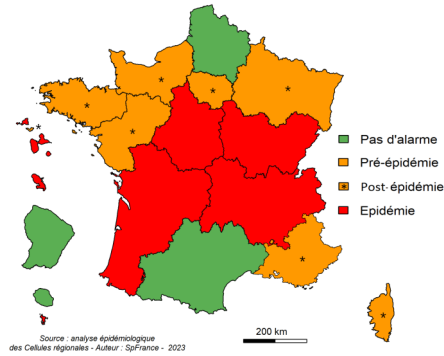 Pas d'alarme
Pré-épidémie
Post-épidémie
Epidémie
200 km
Source : analyse épidémiologique
des Cellules régionales - Auteur : SpFrance - 2023